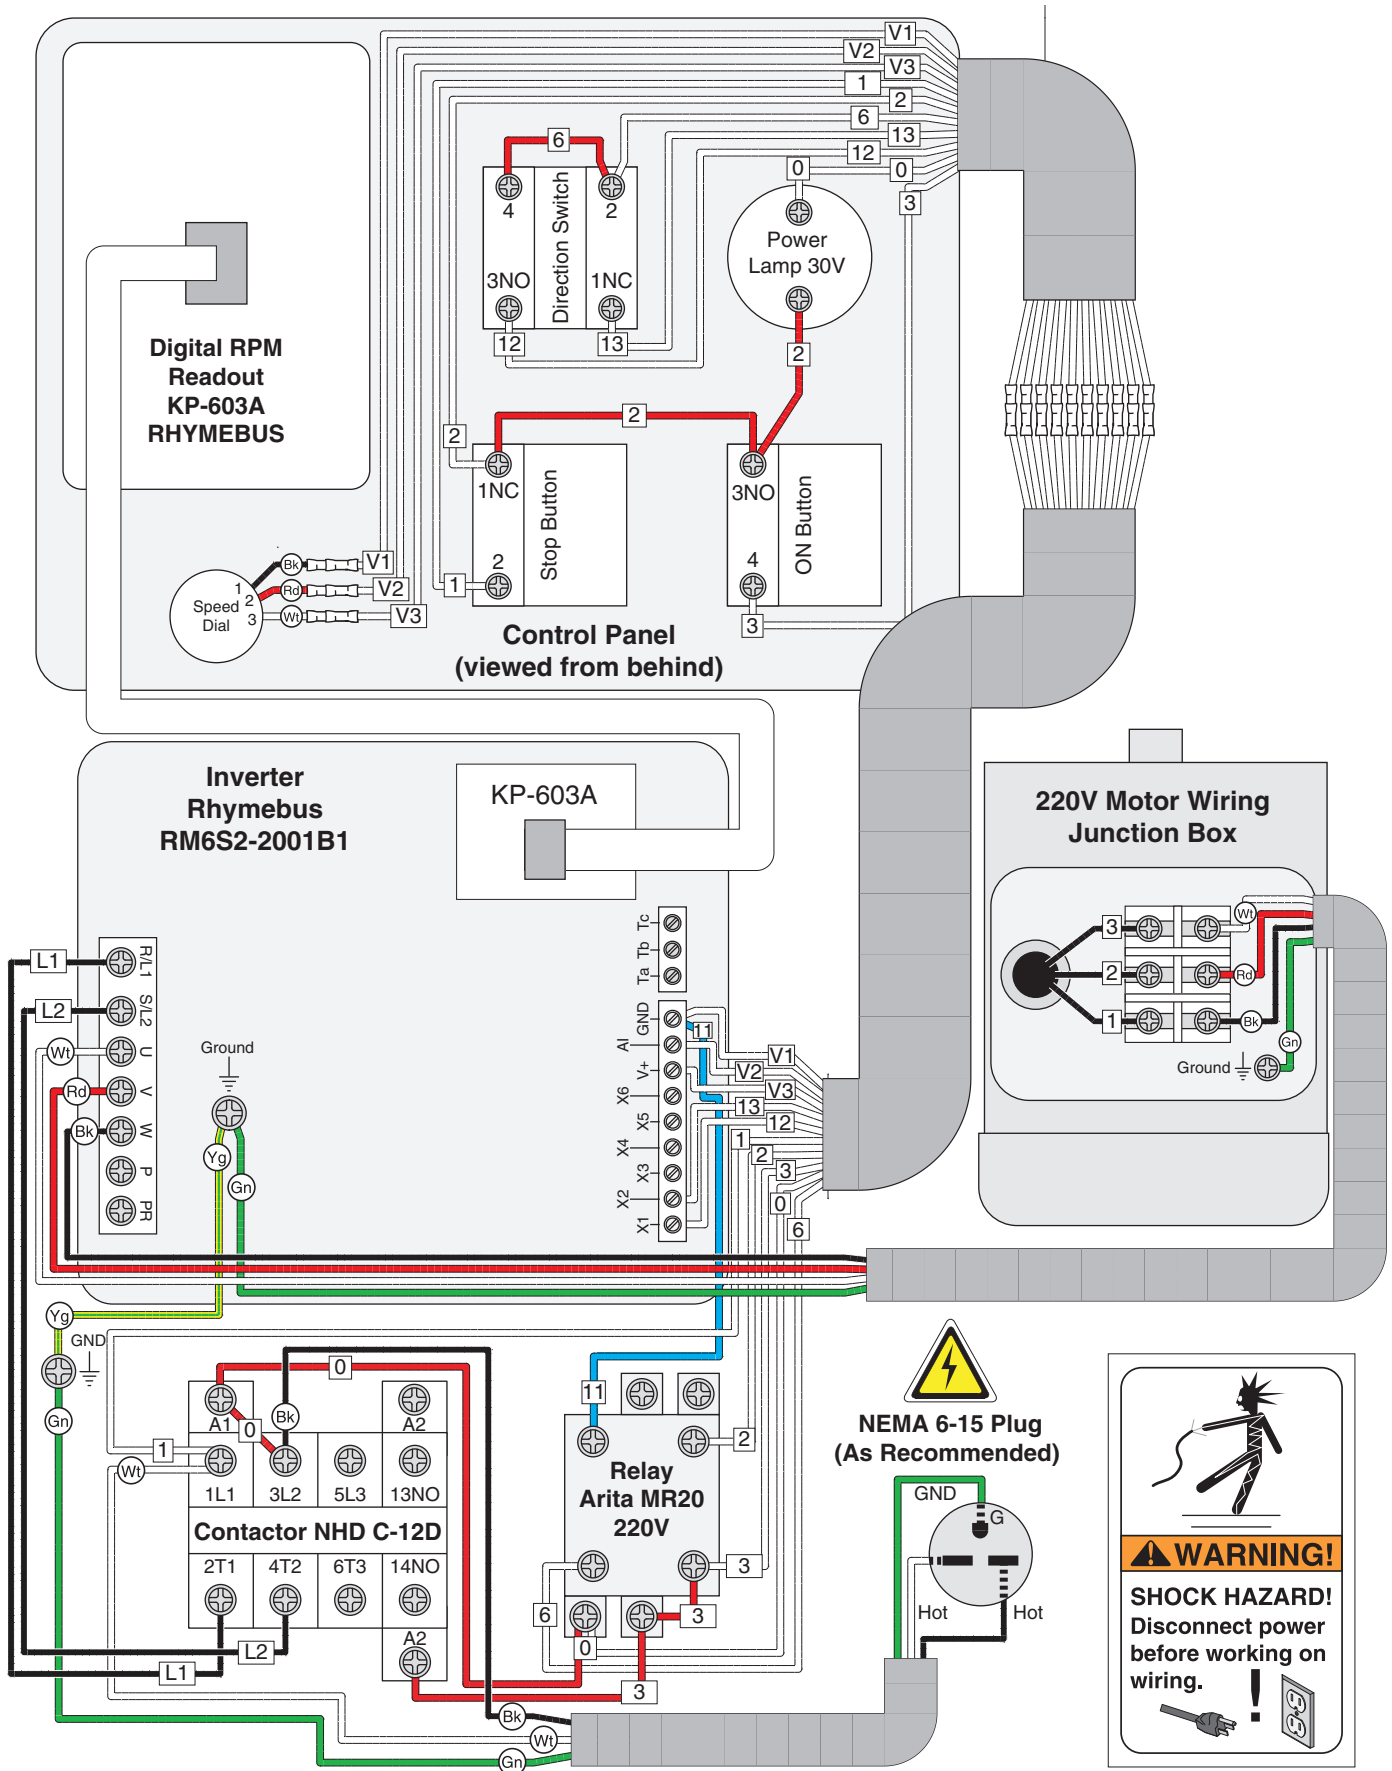 V1
V2
V3
1
2
6
13
12
0
0
3
6
4
2
Direction Switch
3NO
1NC
12
13
Power
Lamp 30V
2
Digital RPM
Readout
KP-603A
RHYMEBUS
2
2
1NC
Stop Button
2
1
3NO
ON Button
4
3
Bk
V1
Rd
V2
Wt
V3
1
2
3
Speed
Dial
Control Panel
(viewed from behind)
Inverter
Rhymebus
RM6S2-2001B1
KP-603A
220V Motor Wiring
Junction Box
3
2
1
Wt
Rd
Bk
Gn
Ground
Tc
Tb
Ta
GND
AI
V+
X6
X5
X4
X3
X2
X1
11
V1
V2
V3
13
12
1
2
3
0
6
L1
R/L1
L2
S/L2
Wt
U
Rd
V
Bk
W
P
PR
Ground
Yg
Gn
Yg
GND
Gn
0
A1
0
Bk
A2
1
Wt
1L1
3L2
5L3
13NO
Contactor NHD C-12D
2T1
4T2
6T3
14NO
A2
L2
L1
11
2
Relay
Arita MR20
220V
3
6
3
0
3
Bk
Wt
Gn
NEMA 6-15 Plug
(As Recommended)
GND
G
Hot
Hot
WARNING!
SHOCK HAZARD!
Disconnect power
before working on
wiring.
!